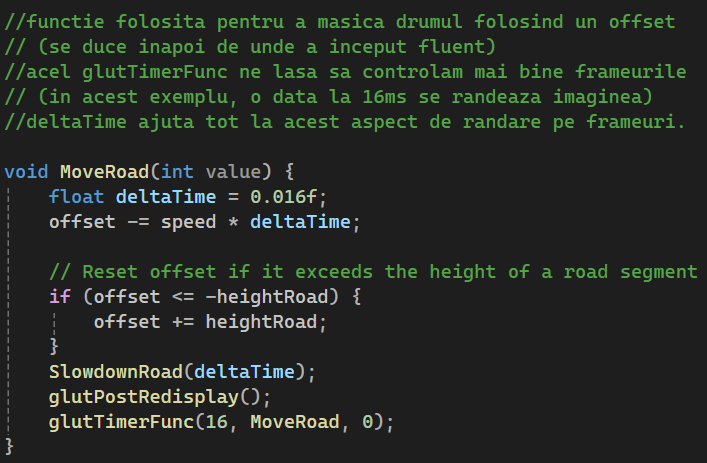 //functie folosita pentru a masica drumul folosind un offset
// (se duce inapoi de unde a inceput fluent)
//acel glutTimerFunc ne lasa sa controlam mai bine frameurile
// (in acest exemplu, o data la 16ms se randeaza imaginea)
//deltaTime ajuta tot la acest aspect de randare pe frameuri.

void MoveRoad(int value) {
    float deltaTime = 0.016f;
    offset -= speed * deltaTime;

    // Reset offset if it exceeds the height of a road segment
    if (offset <= -heightRoad) {
        offset += heightRoad;
    }
    SlowdownRoad(deltaTime);
    glutPostRedisplay();
    glutTimerFunc(16, MoveRoad, 0);
}